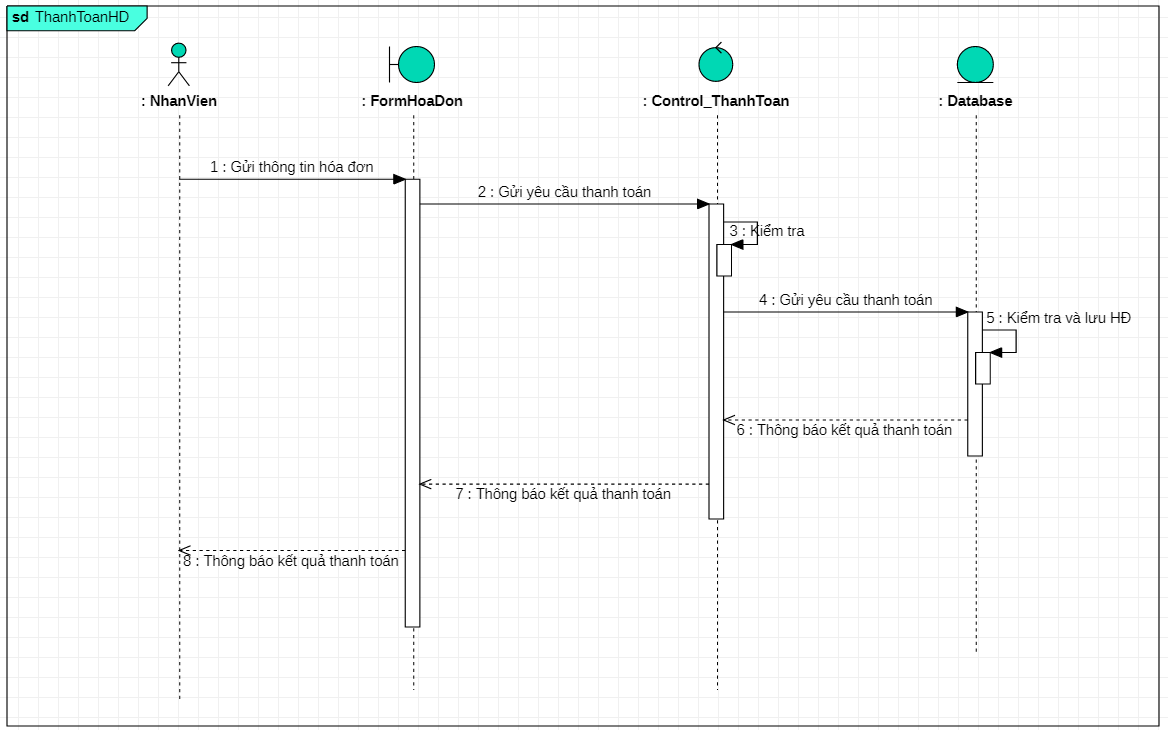 sd ThanhToanHD
: NhanVien
: FormHoaDon
: Control_ThanhToan
: Database
1 : Gửi thông tin hóa đơn
2 : Gửi yêu cầu thanh toán
3 : Kiểm tra
4 : Gửi yêu cầu thanh toán
5 : Kiểm tra và lưu HĐ
6 : Thông báo kết quả thanh toán
7 : Thông báo kết quả thanh toán
8 : Thông báo kết quả thanh toán